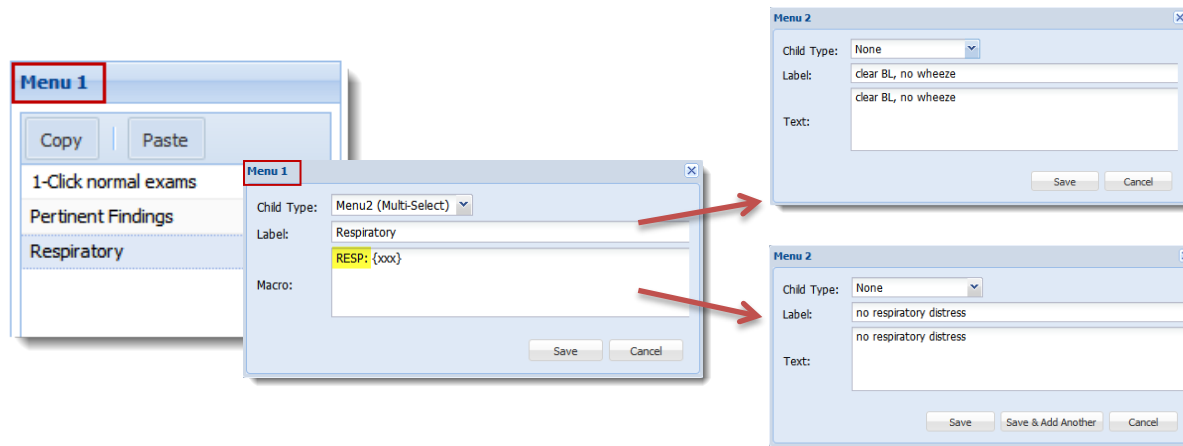 Menu 1
Copy
Paste
1-Click normal exams
Pertinent Findings
Respiratory
Menu 1
Child Type: Menu2 (Multi-Select)
Label: Respiratory
RESP: {xxx}
Macro:
Save Cancel
Menu 2
Child Type: None
Label: clear BL, no wheeze
clear BL, no wheeze
Text:
Save Cancel
Menu 2
Child Type: None
Label: no respiratory distress
no respiratory distress
Text:
Save Save & Add Another Cancel